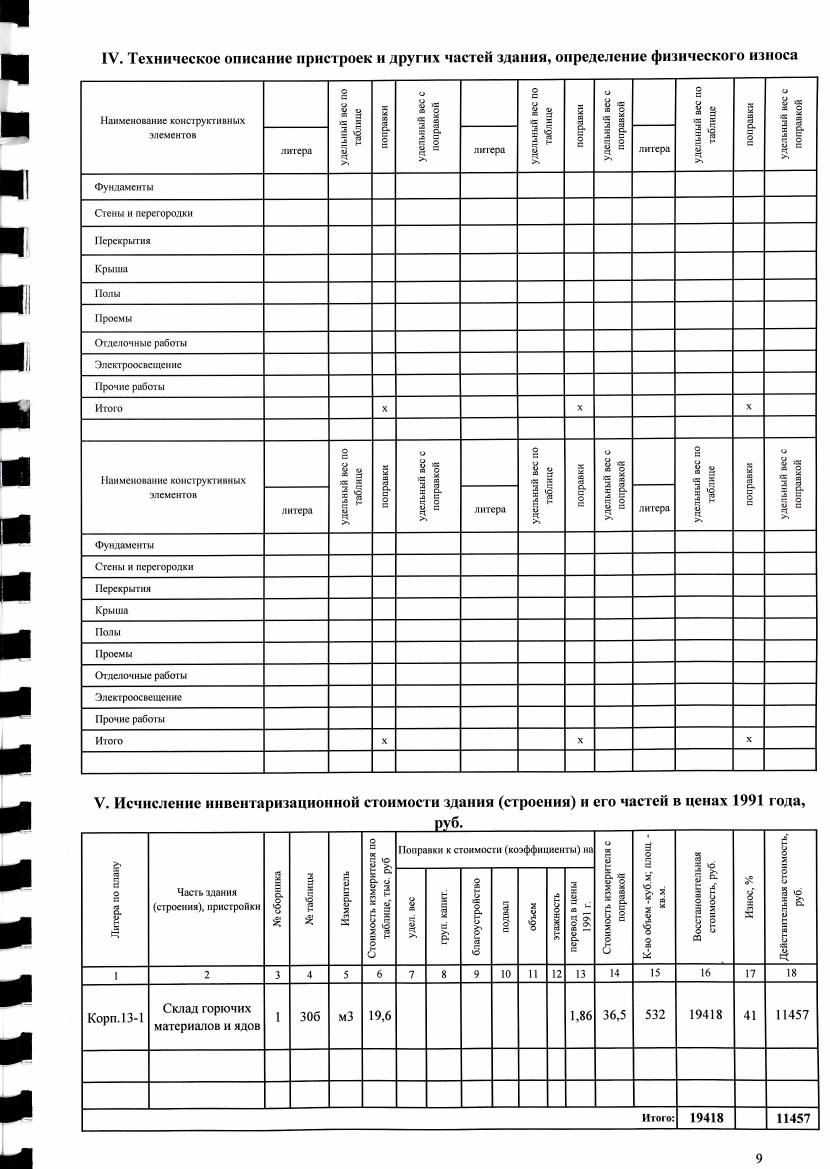 IV. Техническое описание пристроек и других частей здания, определение физического износа
Наименование конструктивных элементов литера удельный вес по таблице поправки удельный вес с поправкой литера удельный вес по таблице поправки удельный вес с поправкой литера удельный вес по таблице поправки удельный вес с поправкой
Фундаменты
Стены и перегородки
Перекрытия
Крыша
Полы
Проемы
Отделочные работы
Электроосвещение
Прочие работы
Итого х х х
Наименование конструктивных элементов литера удельный вес по таблице поправки удельный вес с поправкой литера удельный вес по таблице поправки удельный вес с поправкой литера удельный вес по таблице поправки удельный вес с поправкой
Фундаменты
Стены и перегородки
Перекрытия
Крыша
Полы
Проемы
Отделочные работы
Электроосвещение
Прочие работы
Итого х х х
V. Исчисление инвентаризационной стоимости здания (строения) и его частей в ценах 1991 года,
руб.
Литера по плану Часть здания (строения), пристройки № сборника № таблицы Измеритель Стоимость измерителя по таблице, тыс. руб Поправки к стоимости (коэффициенты) на удел. вес груп. капит. благоустройство подвал объем этажность перевод в цены 1991 г. Стоимость измерителя с поправкой К-во объем -куб.м; площ. - кв.м. Восстановительная стоимость, руб. Износ, % Действительная стоимость, руб.
1 2 3 4 5 6 7 8 9 10 11 12 13 14 15 16 17 18
Корп.13-1 Склад горючих материалов и ядов 1 30б м3 19,6 1,86 36,5 532 19418 41 11457
Итого: 19418 11457
9